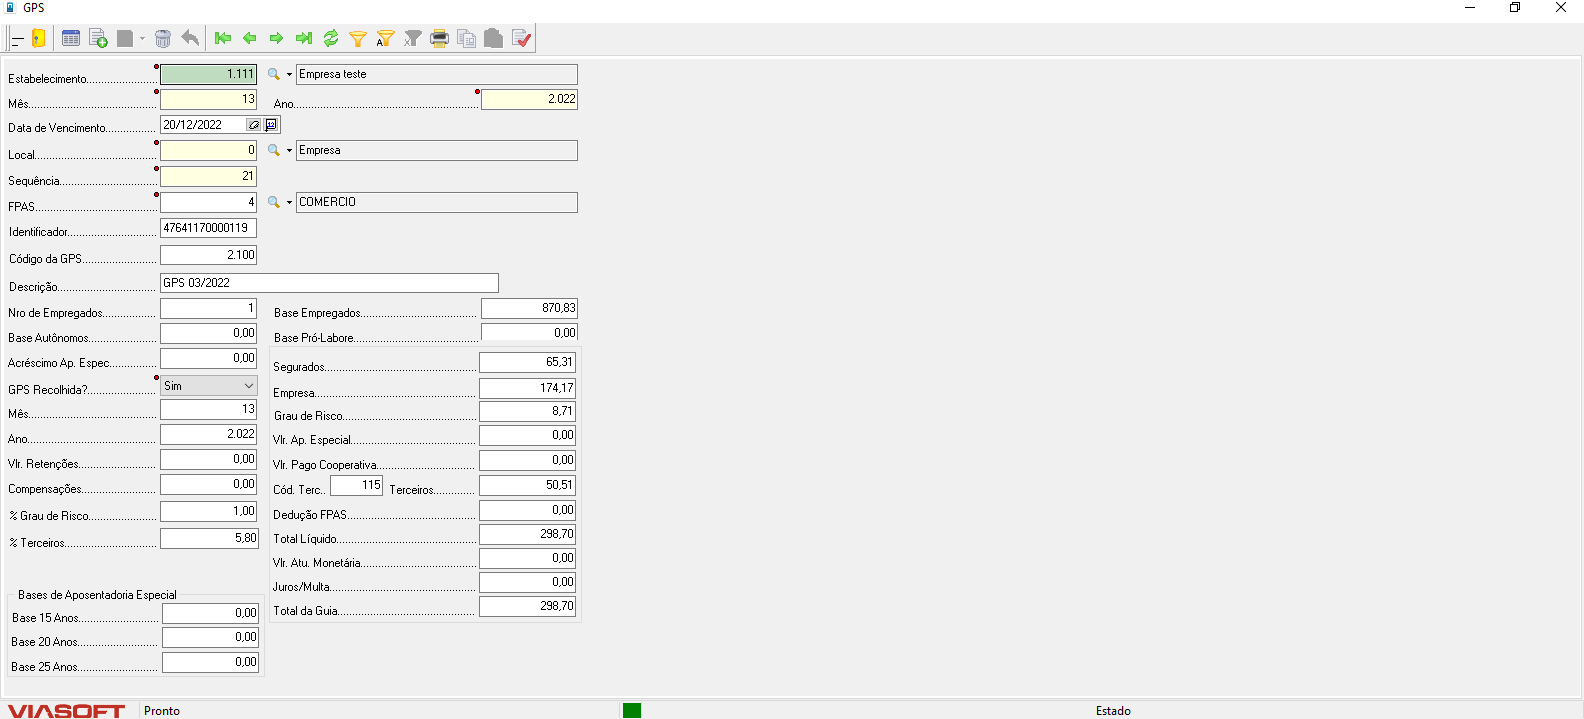 GPS
Estabelecimento 1.111 Empresa teste
Mês 13 Ano 2.022
Data de Vencimento 20/12/2022
Local 0 Empresa
Sequência 21
FPAS 4 COMERCIO
Identificador 47641170000119
Código da GPS 2.100
Descrição GPS 03/2022
Nro de Empregados 1 Base Empregados 870,83
Base Autônomos 0,00 Base Pró-Labore 0,00
Acréscimo Ap. Espec 0,00 Segurados 65,31
GPS Recolhida? Sim Empresa 174,17
Mês 13 Grau de Risco 8,71
Ano 2.022 Vlr. Ap. Especial 0,00
Vlr. Retenções 0,00 Vlr. Pago Cooperativa 0,00
Compensações 0,00 Cód. Terc.. 115 Terceiros 50,51
% Grau de Risco 1,00 Dedução FPAS 0,00
% Terceiros 5,80 Total Líquido 298,70
Vlr. Atu. Monetária 0,00
Juros/Multa 0,00
Total da Guia 298,70
Bases de Aposentadoria Especial
Base 15 Anos 0,00
Base 20 Anos 0,00
Base 25 Anos 0,00
VIASOFT Pronto Estado